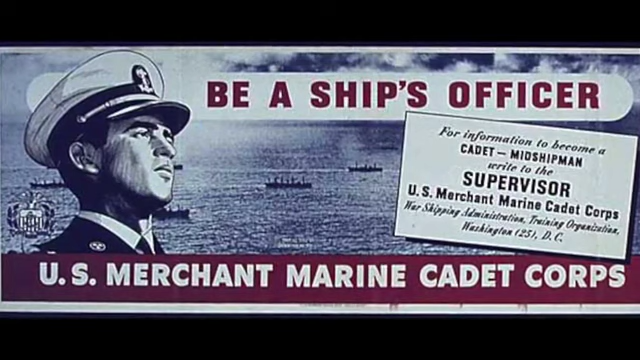 BE A SHIP'S OFFICER
For information to become a
CADET — MIDSHIPMAN
write to the
SUPERVISOR
U.S. Merchant Marine Cadet Corps
War Shipping Administration, Training Organization,
Washington (25), D.C.
U.S. MERCHANT MARINE CADET CORPS